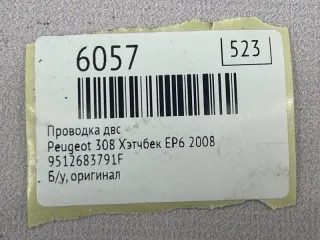 6057
523
Проводка двс
Peugeot 308 Хэтчбек EP6 2008
9512683791F
Б/у, оригинал